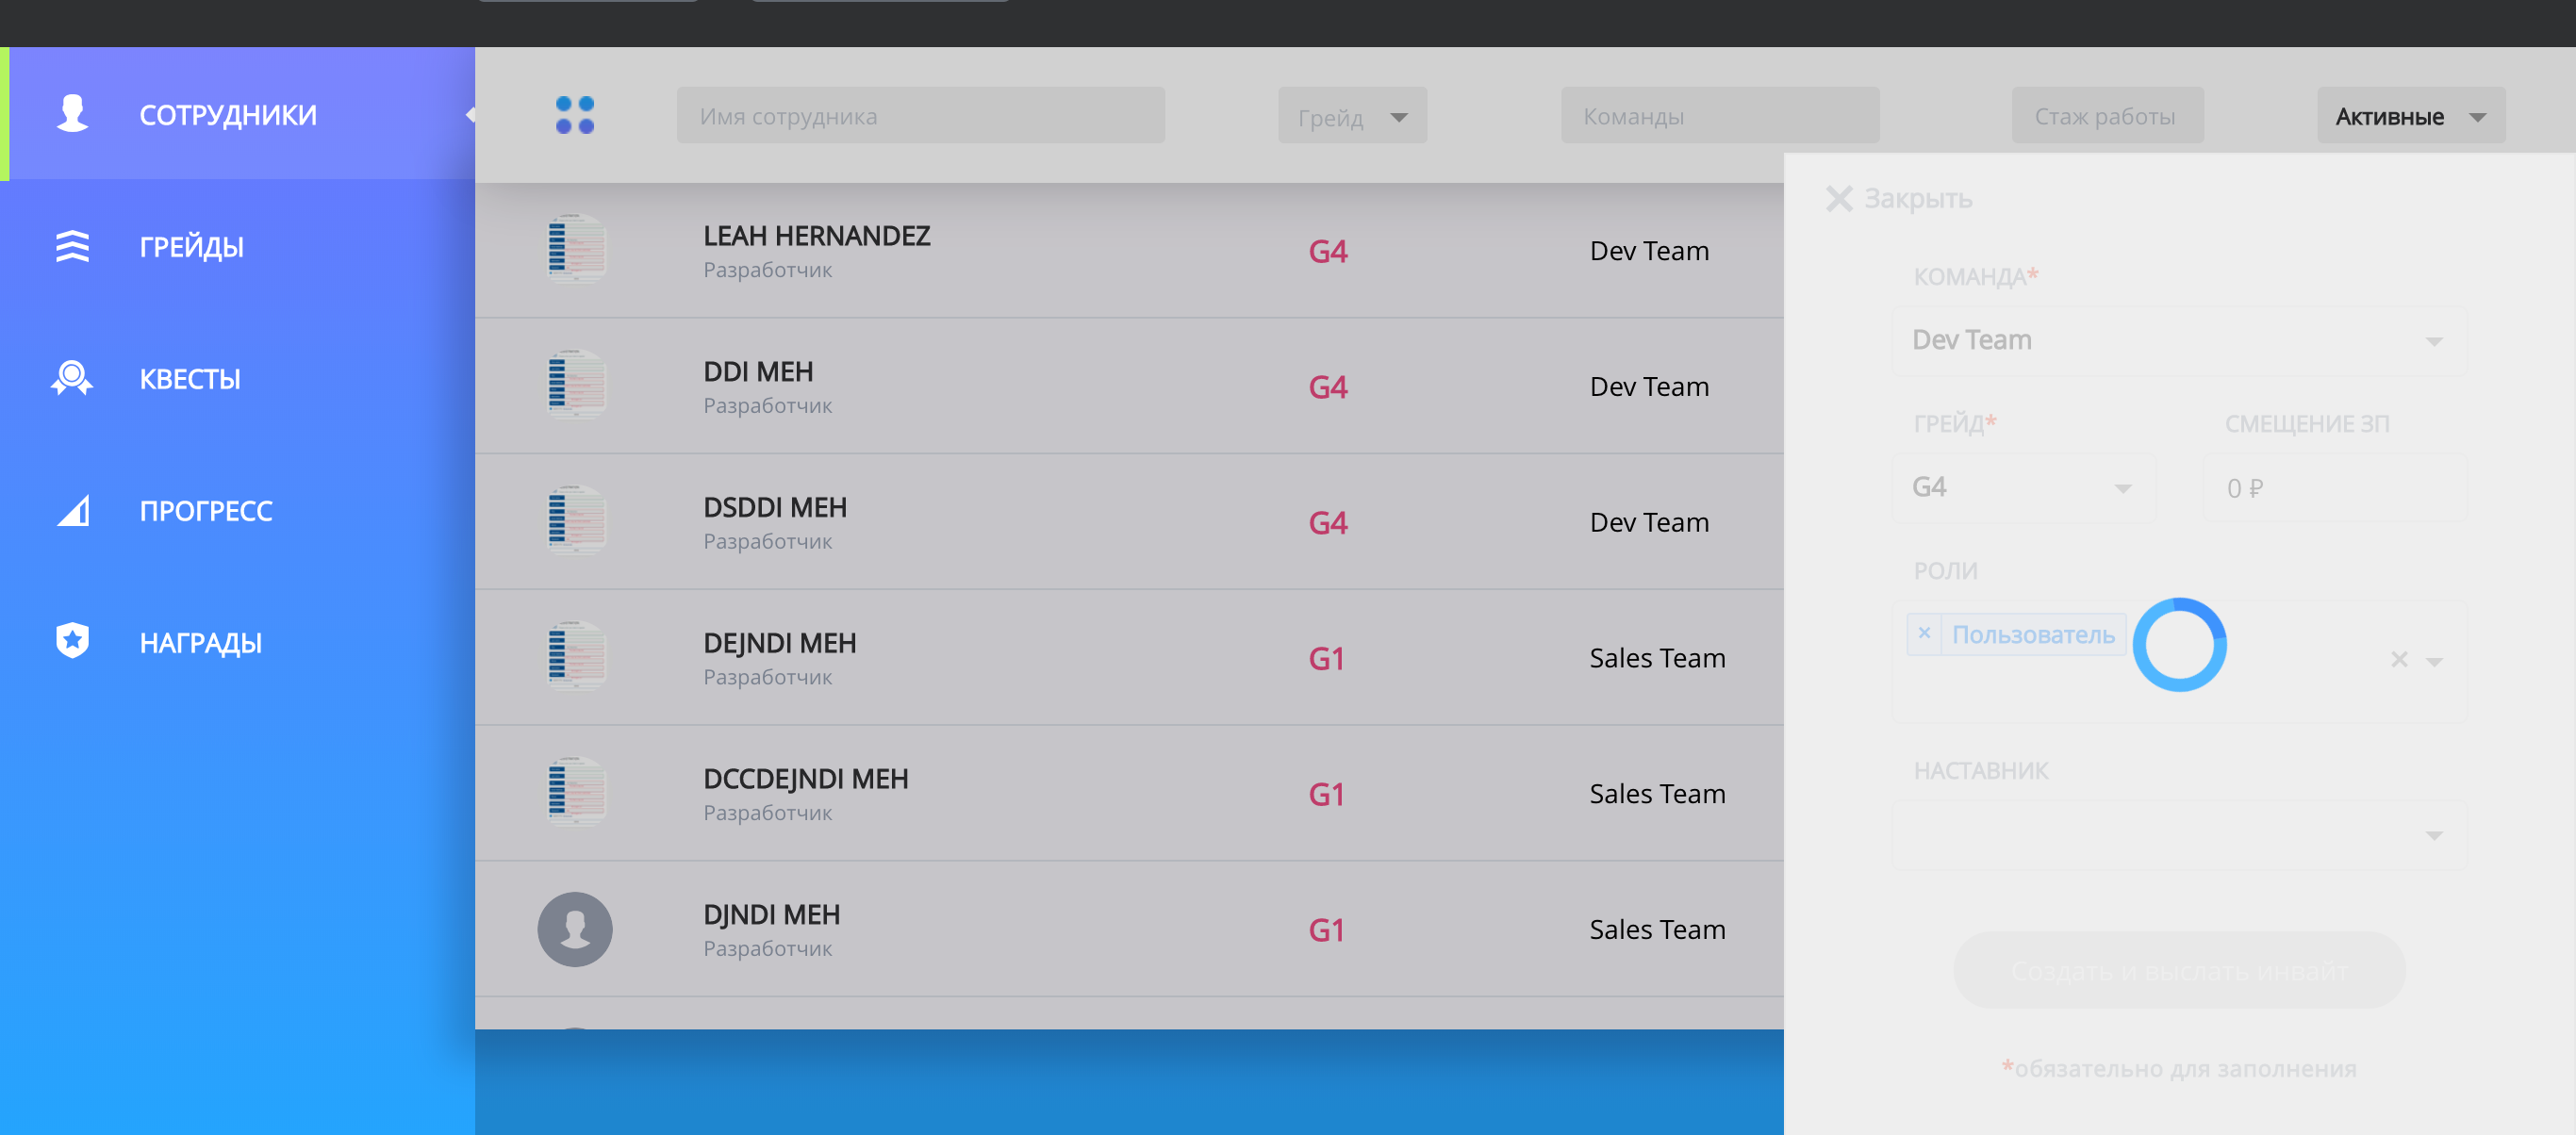 СОТРУДНИКИ
ГРЕЙДЫ
КВЕСТЫ
ПРОГРЕСС
НАГРАДЫ
Имя сотрудника
Грейд
Команды
Стаж работы
Активные
LEAH HERNANDEZ
Разработчик
G4
Dev Team
DDI MEH
Разработчик
G4
Dev Team
DSDDI MEH
Разработчик
G4
Dev Team
DEJNDI MEH
Разработчик
G1
Sales Team
DCCDEJNDI MEH
Разработчик
G1
Sales Team
DJNDI MEH
Разработчик
G1
Sales Team
Закрыть
КОМАНДА*
Dev Team
ГРЕЙД*
СМЕЩЕНИЕ ЗП
G4
0 ₽
РОЛИ
× Пользователь
НАСТАВНИК
Создать и выслать инвайт
*обязательно для заполнения